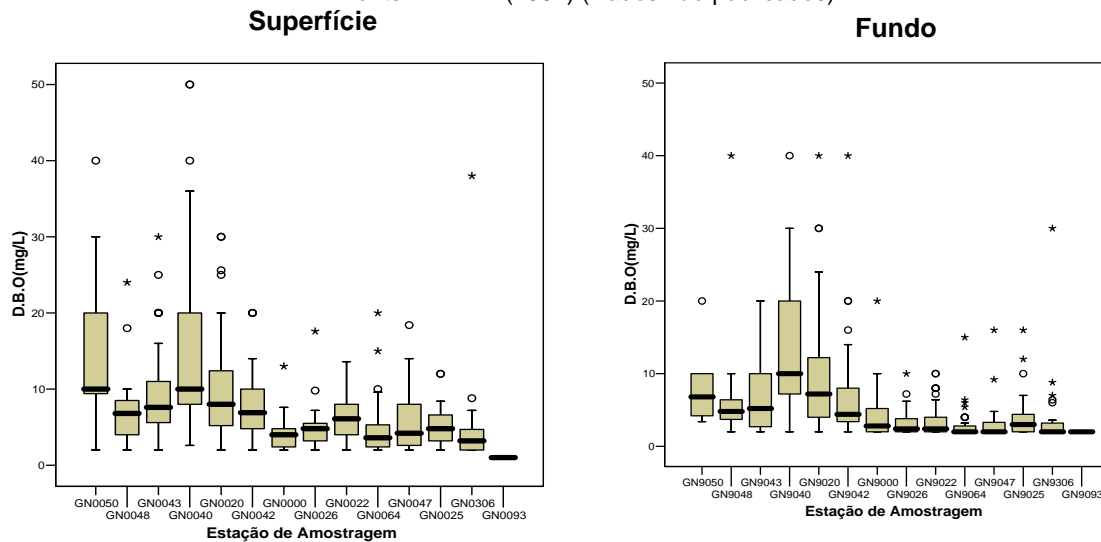 Superfície
Fundo
D.B.O(mg/L)
50
40
30
20
10
0
GN0050 GN0043 GN0020 GN0000 GN0022 GN0047 GN0306
GN0048 GN0040 GN0042 GN0026 GN0064 GN0025 GN0093
Estação de Amostragem
D.B.O(mg/L)
50
40
30
20
10
0
GN9050 GN9043 GN9020 GN9000 GN9022 GN9047 GN9306
GN9048 GN9040 GN9042 GN9026 GN9064 GN9025 GN9093
Estação de Amostragem